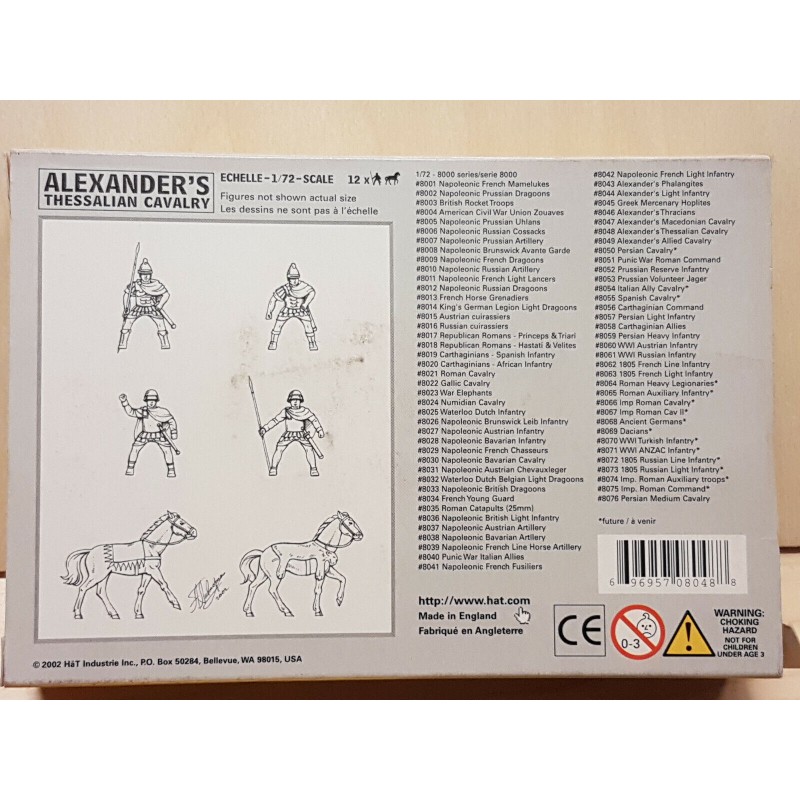 ALEXANDER'S
THESSALIAN CAVALRY
ECHELLE-1/72-SCALE 12 x
Figures not shown actual size
Les dessins ne sont pas à l'échelle
© 2002 HäT Industrie Inc., P.O. Box 50284, Bellevue, WA 98015, USA
1/72 - 8000 series/serie 8000
#8001 Napoleonic French Mamelukes
#8002 Napoleonic Prussian Dragoons
#8003 British Rocket Troops
#8004 American Civil War Union Zouaves
#8005 Napoleonic Prussian Uhlans
#8006 Napoleonic Russian Cossacks
#8007 Napoleonic Prussian Artillery
#8008 Napoleonic Brunswick Avante Garde
#8009 Napoleonic French Dragoons
#8010 Napoleonic Russian Artillery
#8011 Napoleonic French Light Lancers
#8012 Napoleonic Russian Dragoons
#8013 French Horse Grenadiers
#8014 King's German Legion Light Dragoons
#8015 Austrian cuirassiers
#8016 Russian cuirassiers
#8017 Republican Romans - Princeps & Triari
#8018 Republican Romans - Hastati & Velites
#8019 Carthaginians - Spanish Infantry
#8020 Carthaginians - African Infantry
#8021 Roman Cavalry
#8022 Gallic Cavalry
#8023 War Elephants
#8024 Numidian Cavalry
#8025 Waterloo Dutch Infantry
#8026 Napoleonic Brunswick Leib Infantry
#8027 Napoleonic Austrian Infantry
#8028 Napoleonic Bavarian Infantry
#8029 Napoleonic French Chasseurs
#8030 Napoleonic Bavarian Cavalry
#8031 Napoleonic Austrian Chevauxleger
#8032 Waterloo Dutch Belgian Light Dragoons
#8033 Napoleonic British Dragoons
#8034 French Young Guard
#8035 Roman Catapults (25mm)
#8036 Napoleonic British Light Infantry
#8037 Napoleonic Austrian Artillery
#8038 Napoleonic Bavarian Artillery
#8039 Napoleonic French Line Horse Artillery
#8040 Punic War Italian Allies
#8041 Napoleonic French Fusiliers
http://www.hat.com
Made in England
Fabriqué en Angleterre
#8042 Napoleonic French Light Infantry
#8043 Alexander's Phalangites
#8044 Alexander's Light Infantry
#8045 Greek Mercenary Hoplites
#8046 Alexander's Thracians
#8047 Alexander's Macedonian Cavalry
#8048 Alexander's Thessalian Cavalry
#8049 Alexander's Allied Cavalry
#8050 Persian Cavalry*
#8051 Punic War Roman Command
#8052 Prussian Reserve Infantry
#8053 Prussian Volunteer Jager
#8054 Italian Ally Cavalry*
#8055 Spanish Cavalry*
#8056 Carthaginian Command
#8057 Persian Light Infantry
#8058 Carthaginian Allies
#8059 Persian Heavy Infantry
#8060 WWI Austrian Infantry
#8061 WWI Russian Infantry
#8062 1805 French Line Infantry
#8063 1805 French Light Infantry
#8064 Roman Heavy Legionaries*
#8065 Roman Auxiliary Infantry*
#8066 Imp Roman Cavalry*
#8067 Imp Roman Cav II*
#8068 Ancient Germans*
#8069 Dacians*
#8070 WWI Turkish Infantry*
#8071 WWI ANZAC Infantry*
#8072 1805 Russian Line Infantry*
#8073 1805 Russian Light Infantry*
#8074 Imp. Roman Auxiliary troops*
#8075 Imp. Roman Command*
#8076 Persian Medium Cavalry
*future / à venir
6 96957 08048 8
CE
0-3
WARNING:
CHOKING
HAZARD
NOT FOR
CHILDREN
UNDER AGE 3